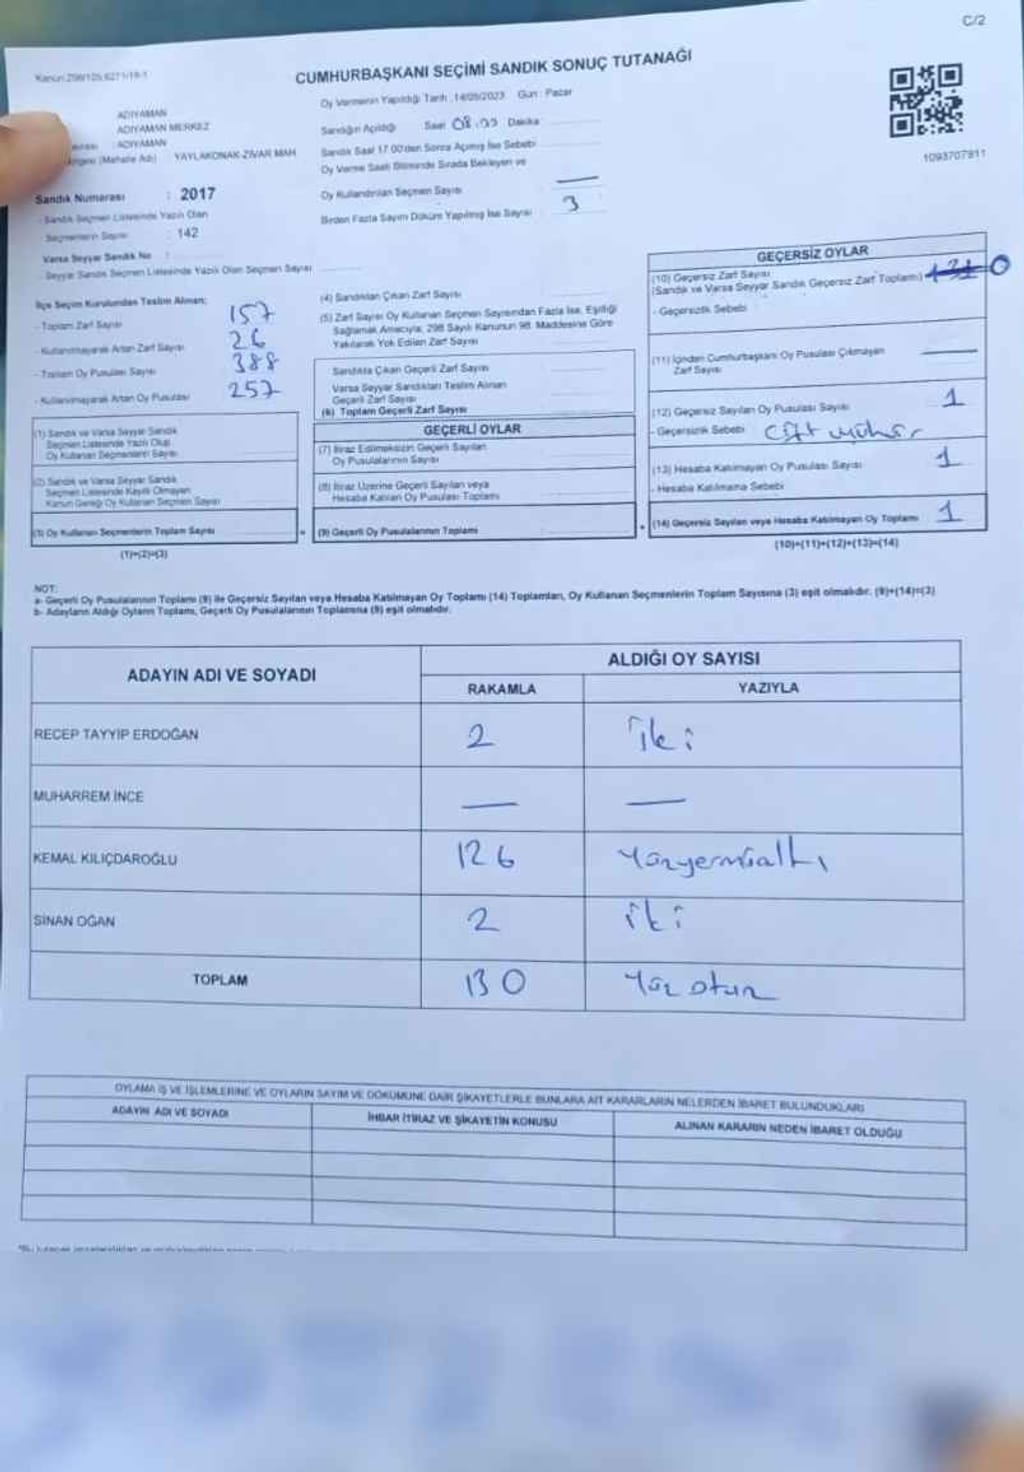 C/2
Kanun:298/105,6271/19-1
CUMHURBAŞKANI SEÇİMİ SANDIK SONUÇ TUTANAĞI
ADIYAMAN
ADIYAMAN MERKEZ
ADIYAMAN
(Mahalle Adı) YAYLAKONAK-ZİVAR MAH
Sandık Numarası : 2017
- Sandık Seçmen Listesinde Yazılı Olan
Seçmenlerin Sayısı : 142
Varsa Seyyar Sandık No :
- Seyyar Sandık Seçmen Listesinde Yazılı Olan Seçmen Sayısı
Oy Vermenin Yapıldığı Tarih : 14/05/2023 Gün : Pazar
Sandığın Açıldığı Saat 08.00 Dakika
Sandık Saat 17.00'den Sonra Açılmış İse Sebebi
Oy Verme Saati Bitiminde Sırada Bekleyen ve
Oy Kullandırılan Seçmen Sayısı —
Birden Fazla Sayım Döküm Yapılmış İse Sayısı : 3
1093707911
İlçe Seçim Kurulundan Teslim Alınan;
- Toplam Zarf Sayısı 157
- Kullanılmayarak Artan Zarf Sayısı 26
- Toplam Oy Pusulası Sayısı 388
- Kullanılmayarak Artan Oy Pusulası 257
(1) Sandık ve Varsa Seyyar Sandık
Seçmen Listesinde Yazılı Olup
Oy Kullanan Seçmenlerin Sayısı
(2) Sandık ve Varsa Seyyar Sandık
Seçmen Listesinde Kayıtlı Olmayan
Kanun Gereği Oy Kullanan Seçmen Sayısı
(3) Oy Kullanan Seçmenlerin Toplam Sayısı
(1)+(2)=(3)
(4) Sandıktan Çıkan Zarf Sayısı
(5) Zarf Sayısı Oy Kullanan Seçmen Sayısından Fazla İse, Eşitliği
Sağlamak Amacıyla, 298 Sayılı Kanunun 98. Maddesine Göre
Yakılarak Yok Edilen Zarf Sayısı
Sandıkta Çıkan Geçerli Zarf Sayısı
Varsa Seyyar Sandıktan Teslim Alınan
Geçerli Zarf Sayısı
(6) Toplam Geçerli Zarf Sayısı
GEÇERLİ OYLAR
(7) İtiraz Edilmeksizin Geçerli Sayılan
Oy Pusulalarının Sayısı
(8) İtiraz Üzerine Geçerli Sayılan veya
Hesaba Katılan Oy Pusulası Toplamı
= (9) Geçerli Oy Pusulalarının Toplamı
GEÇERSİZ OYLAR
(10) Geçersiz Zarf Sayısı
(Sandık ve Varsa Seyyar Sandık Geçersiz Zarf Toplamı) 0
- Geçersizlik Sebebi
(11) İçinden Cumhurbaşkanı Oy Pusulası Çıkmayan
Zarf Sayısı —
(12) Geçersiz Sayılan Oy Pusulası Sayısı 1
- Geçersizlik Sebebi Çift mühür
(13) Hesaba Katılmayan Oy Pusulası Sayısı 1
- Hesaba Katılmama Sebebi
+ (14) Geçersiz Sayılan veya Hesaba Katılmayan Oy Toplamı 1
(10)+(11)+(12)+(13)=(14)
NOT:
a- Geçerli Oy Pusulalarının Toplamı (9) ile Geçersiz Sayılan veya Hesaba Katılmayan Oy Toplamı (14) Toplamları, Oy Kullanan Seçmenlerin Toplam Sayısına (3) eşit olmalıdır. (9)+(14)=(3)
b- Adayların Aldığı Oyların Toplamı, Geçerli Oy Pusulalarının Toplamına (9) eşit olmalıdır.
ADAYIN ADI VE SOYADI ALDIĞI OY SAYISI
RAKAMLA YAZIYLA
RECEP TAYYİP ERDOĞAN 2 iki
MUHARREM İNCE — —
KEMAL KILIÇDAROĞLU 126 Yüzyermialtı
SİNAN OĞAN 2 iki
TOPLAM 130 Yüz otuz
OYLAMA İŞ VE İŞLEMLERİNE VE OYLARIN SAYIM VE DÖKÜMÜNE DAİR ŞİKAYETLERLE BUNLARA AİT KARARLARIN NELERDEN İBARET BULUNDUKLARI
ADAYIN ADI VE SOYADI İHBAR İTİRAZ VE ŞİKAYETİN KONUSU ALINAN KARARIN NEDEN İBARET OLDUĞU